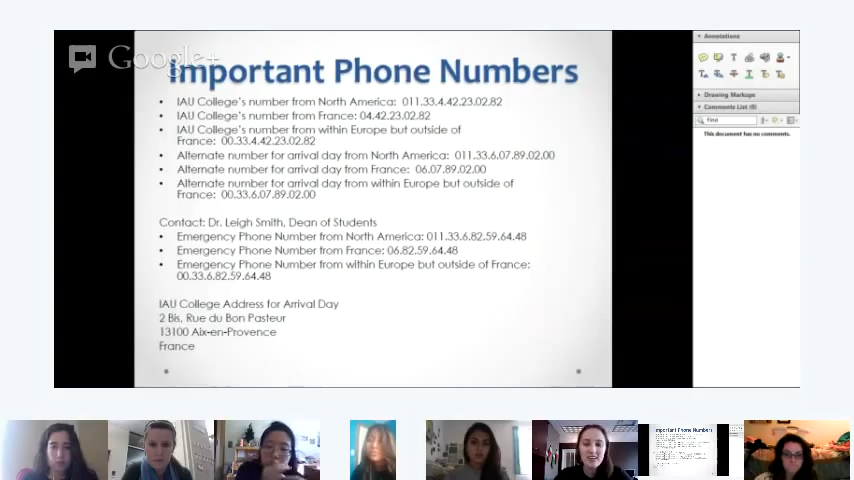 Google+
Important Phone Numbers
• IAU College's number from North America: 011.33.4.42.23.02.82
• IAU College's number from France: 04.42.23.02.82
• IAU College's number from within Europe but outside of
France: 00.33.4.42.23.02.82
• Alternate number for arrival day from North America: 011.33.6.07.89.02.00
• Alternate number for arrival day from France: 06.07.89.02.00
• Alternate number for arrival day from within Europe but outside of
France: 00.33.6.07.89.02.00
Contact: Dr. Leigh Smith, Dean of Students
• Emergency Phone Number from North America: 011.33.6.82.59.64.48
• Emergency Phone Number from France: 06.82.59.64.48
• Emergency Phone Number from within Europe but outside of France:
00.33.6.82.59.64.48
IAU College Address for Arrival Day
2 Bis, Rue du Bon Pasteur
13100 Aix-en-Provence
France
Annotations
Drawing Markups
Comments List (0)
Find
This document has no comments.
Important Phone Numbers